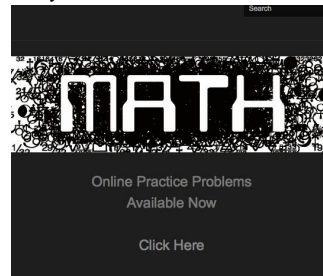 Search
MATH
Online Practice Problems
Available Now
Click Here